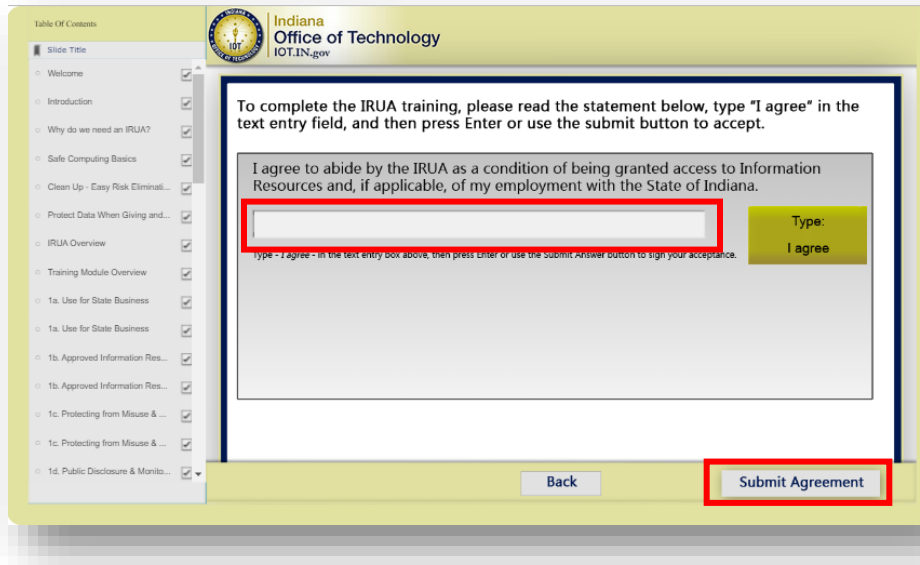 Table Of Contents
Slide Title
Welcome
Introduction
Why do we need an IRUA?
Safe Computing Basics
Clean Up - Easy Risk Eliminati...
Protect Data When Giving and...
IRUA Overview
Training Module Overview
1a. Use for State Business
1a. Use for State Business
1b. Approved Information Res...
1b. Approved Information Res...
1c. Protecting from Misuse & ...
1c. Protecting from Misuse & ...
1d. Public Disclosure & Monito...
IOT
Indiana
Office of Technology
IOT.IN.gov
To complete the IRUA training, please read the statement below, type "I agree" in the
text entry field, and then press Enter or use the submit button to accept.
I agree to abide by the IRUA as a condition of being granted access to Information
Resources and, if applicable, of my employment with the State of Indiana.
Type:
I agree
Type - I agree - in the text entry box above, then press Enter or use the Submit Answer button to sign your acceptance.
Back
Submit Agreement